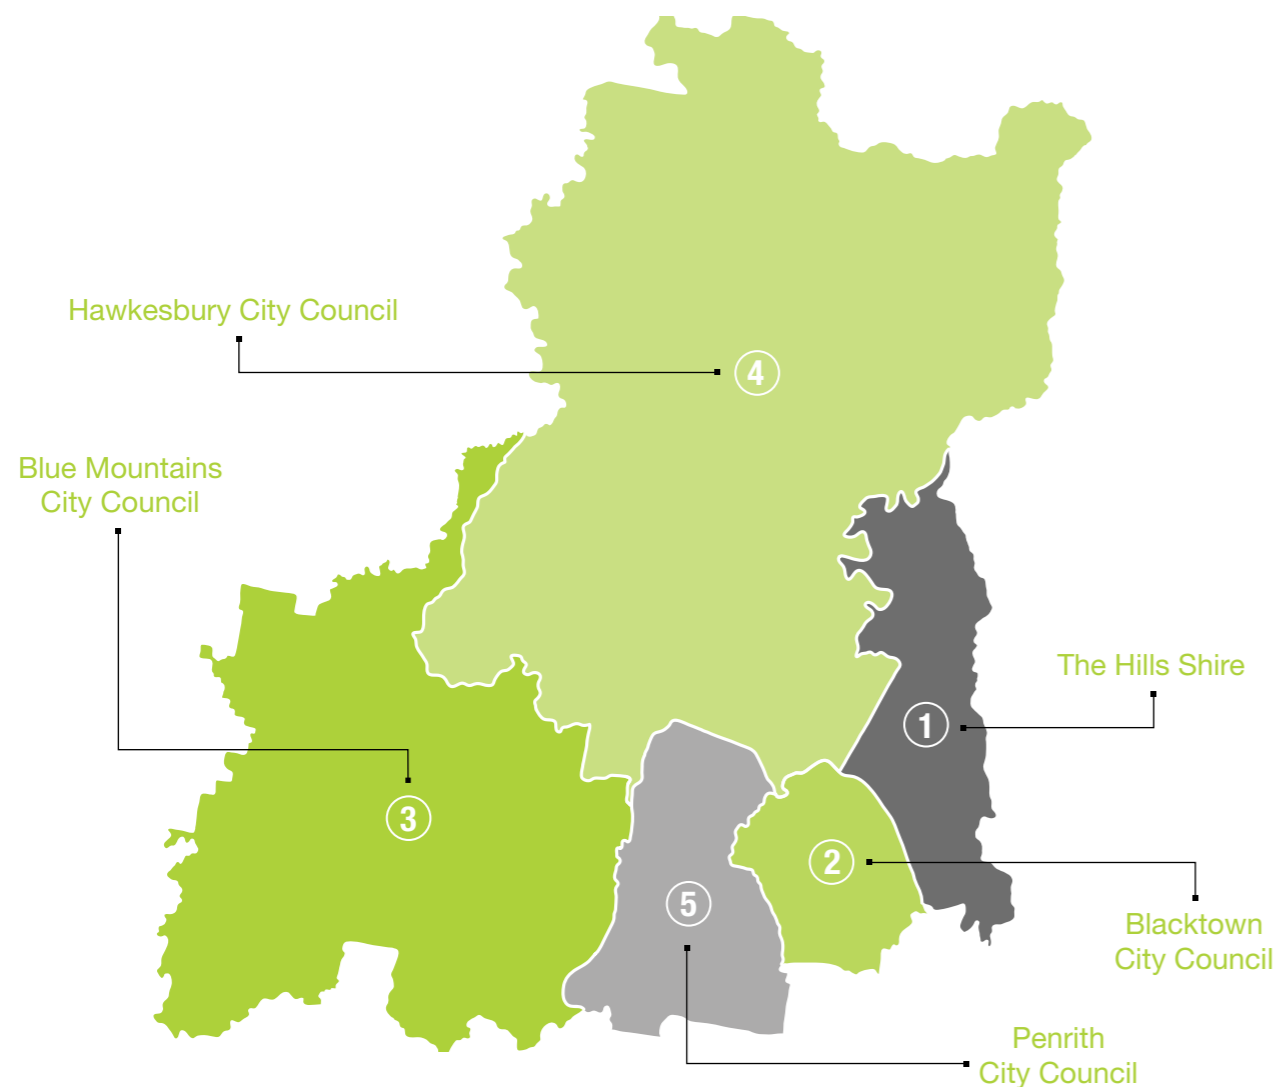 Hawkesbury City Council
4
Blue Mountains
City Council
The Hills Shire
1
3
2
5
Blacktown
City Council
Penrith
City Council